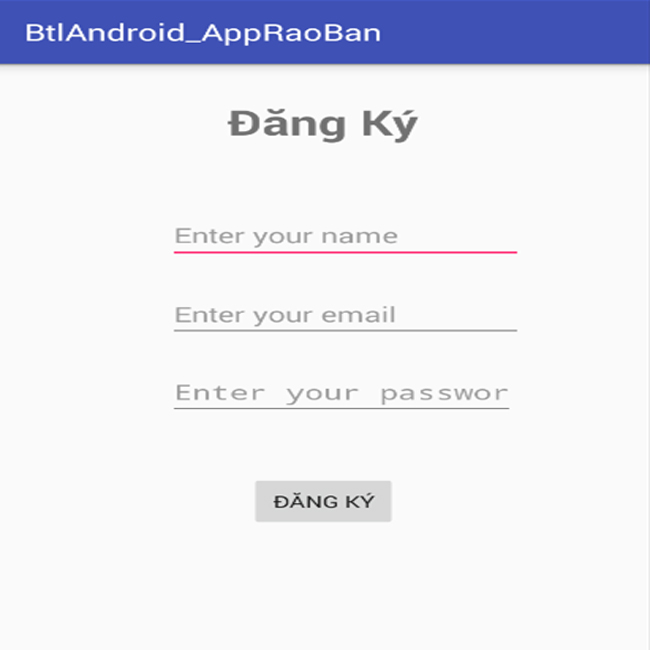 BtlAndroid_AppRaoBan
Đăng Ký
Enter your name
Enter your email
Enter your passwor
ĐĂNG KÝ